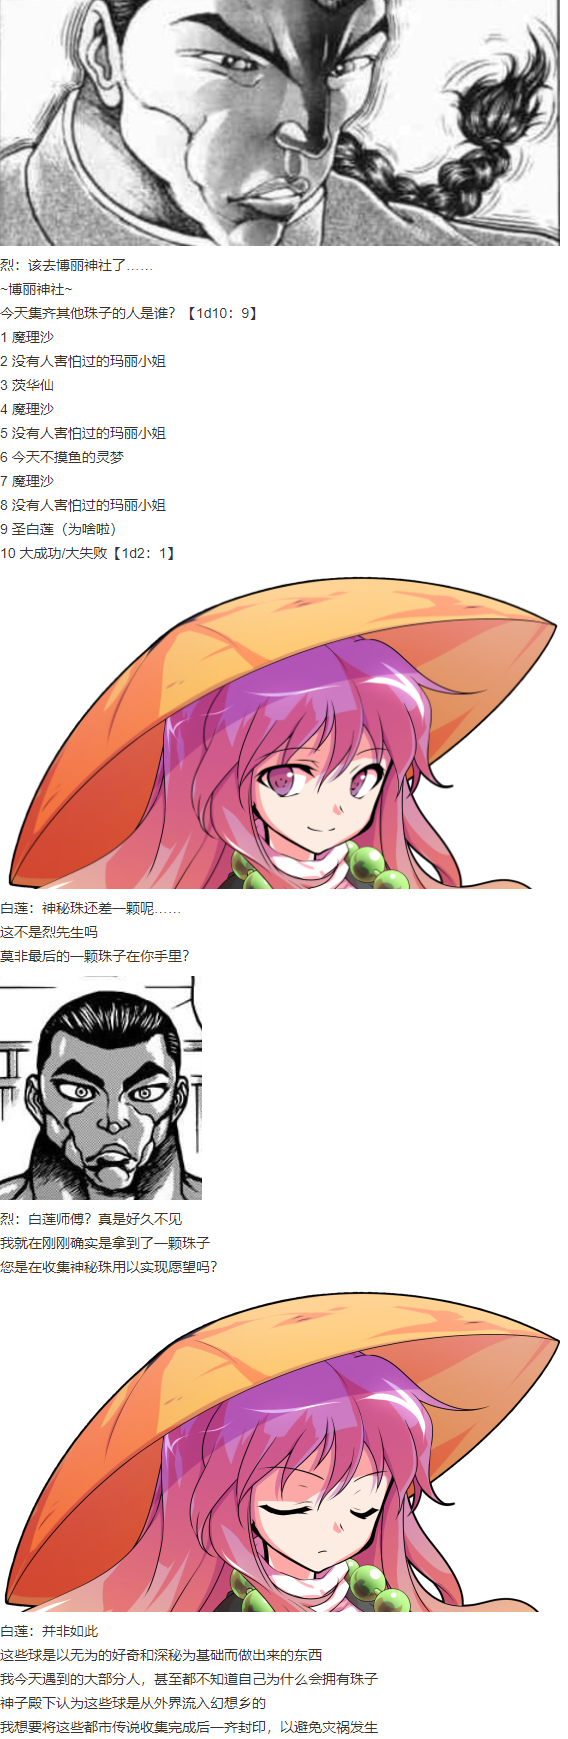 烈：该去博丽神社了……
~博丽神社~
今天集齐其他珠子的人是谁？【1d10：9】
1 魔理沙
2 没有人害怕过的玛丽小姐
3 茨华仙
4 魔理沙
5 没有人害怕过的玛丽小姐
6 今天不摸鱼的灵梦
7 魔理沙
8 没有人害怕过的玛丽小姐
9 圣白莲（为啥啦）
10 大成功/大失败【1d2：1】
白莲：神秘珠还差一颗呢……
这不是烈先生吗
莫非最后的一颗珠子在你手里？
烈：白莲师傅？真是好久不见
我就在刚刚确实是拿到了一颗珠子
您是在收集神秘珠用以实现愿望吗？
白莲：并非如此
这些球是以无为的好奇和深秘为基础而做出来的东西
我今天遇到的大部分人，甚至都不知道自己为什么会拥有珠子
神子殿下认为这些球是从外界流入幻想乡的
我想要将这些都市传说收集完成后一齐封印，以避免灾祸发生